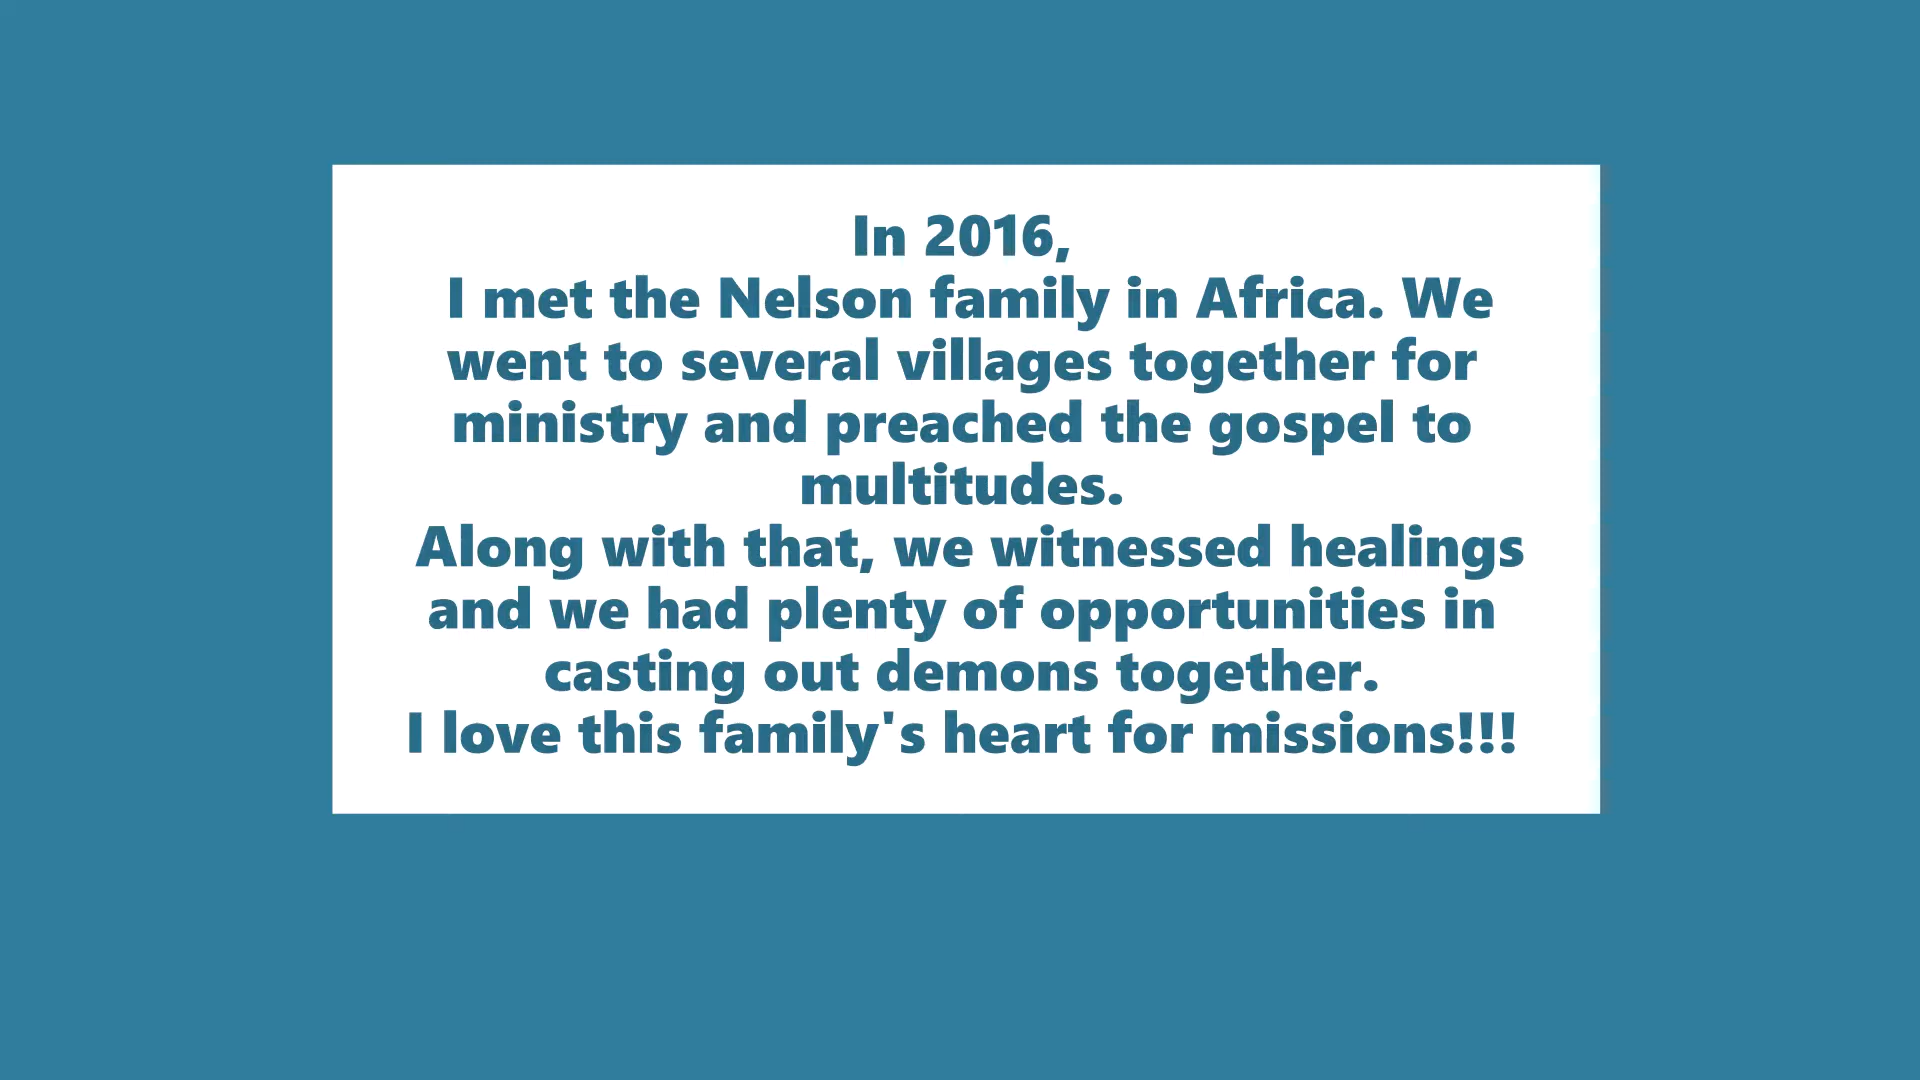 In 2016,
I met the Nelson family in Africa. We
went to several villages together for
ministry and preached the gospel to
multitudes.
Along with that, we witnessed healings
and we had plenty of opportunities in
casting out demons together.
I love this family's heart for missions!!!